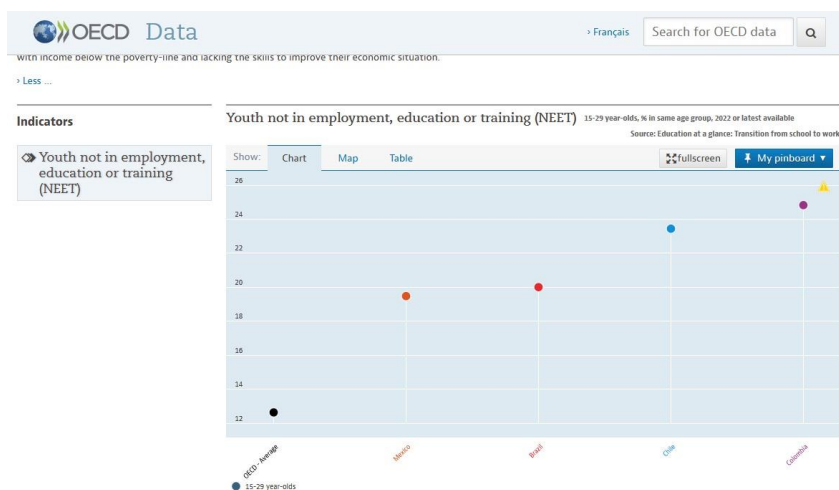 OECD Data
› Français
Search for OECD data
with income below the poverty-line and lacking the skills to improve their economic situation.
› Less ...
Indicators
Youth not in employment,
education or training
(NEET)
Youth not in employment, education or training (NEET) 15-29 year-olds, % in same age group, 2022 or latest available
Source: Education at a glance: Transition from school to work
Show: Chart Map Table
fullscreen
My pinboard
26
24
22
20
18
16
14
12
OECD - Average
Mexico
Brazil
Chile
Colombia
15-29 year-olds